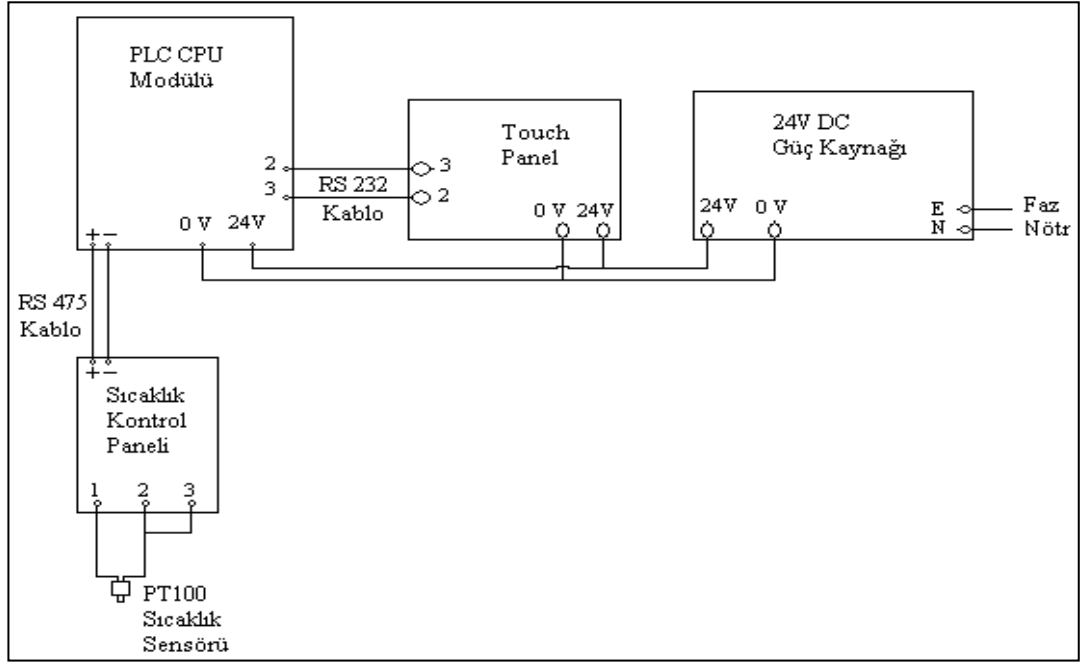 PLC CPU
Modülü
2
3
0 V 24V
+ −
RS 232
Kablo
Touch
Panel
3
2
0 V 24V
24V DC
Güç Kaynağı
24V 0 V
E
N
Faz
Nötr
RS 475
Kablo
+ −
Sıcaklık
Kontrol
Paneli
1 2 3
PT100
Sıcaklık
Sensörü